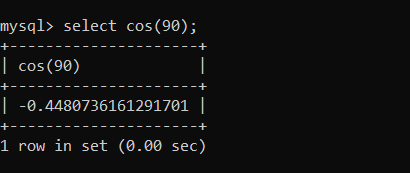 mysql> select cos(90);
+---------------------+
| cos(90)             |
+---------------------+
| -0.4480736161291701 |
+---------------------+
1 row in set (0.00 sec)